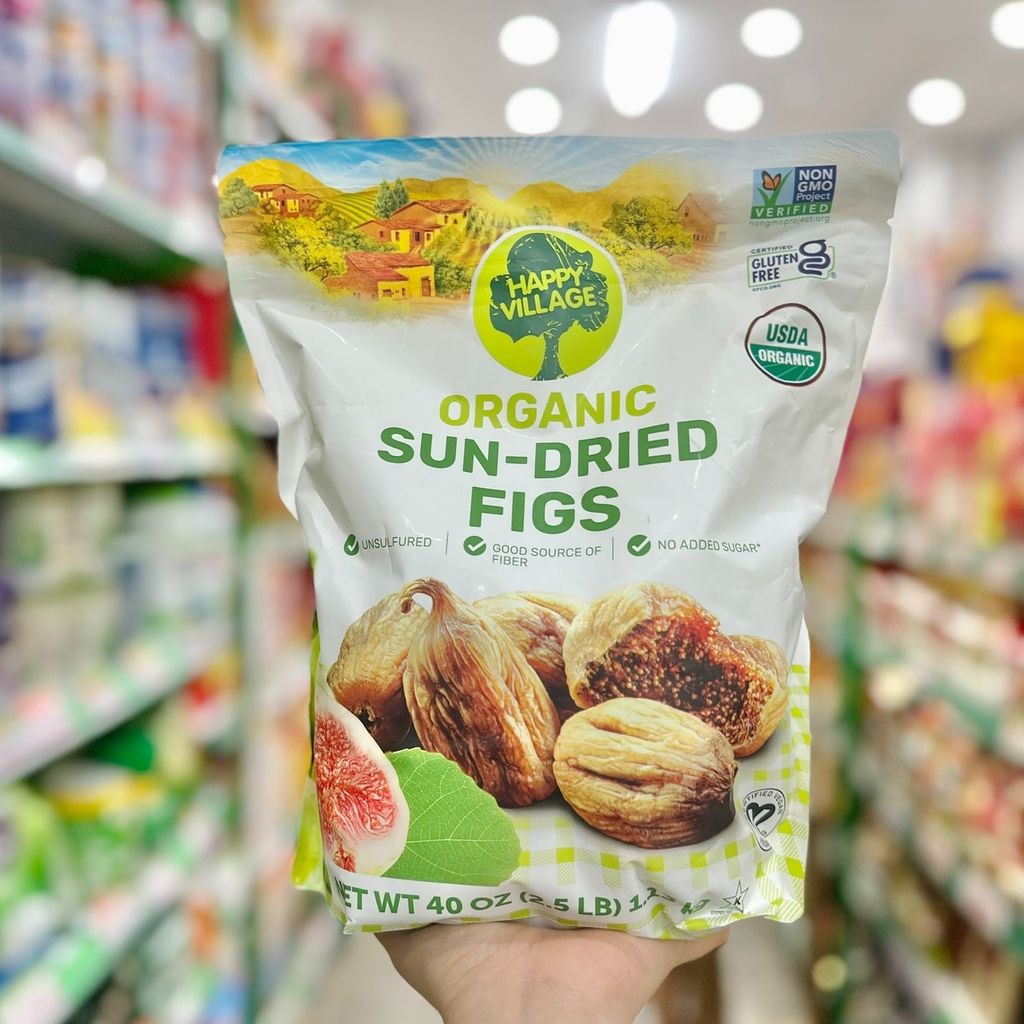 NON
GMO
Project
VERIFIED
nongmoproject.org
CERTIFIED
GLUTEN
FREE
GFCO.ORG
USDA
ORGANIC
HAPPY
VILLAGE
ORGANIC
SUN-DRIED
FIGS
UNSULFURED
GOOD SOURCE OF
FIBER
NO ADDED SUGAR*
CERTIFIED VEGAN
NET WT 40 OZ (2.5 LB)
K